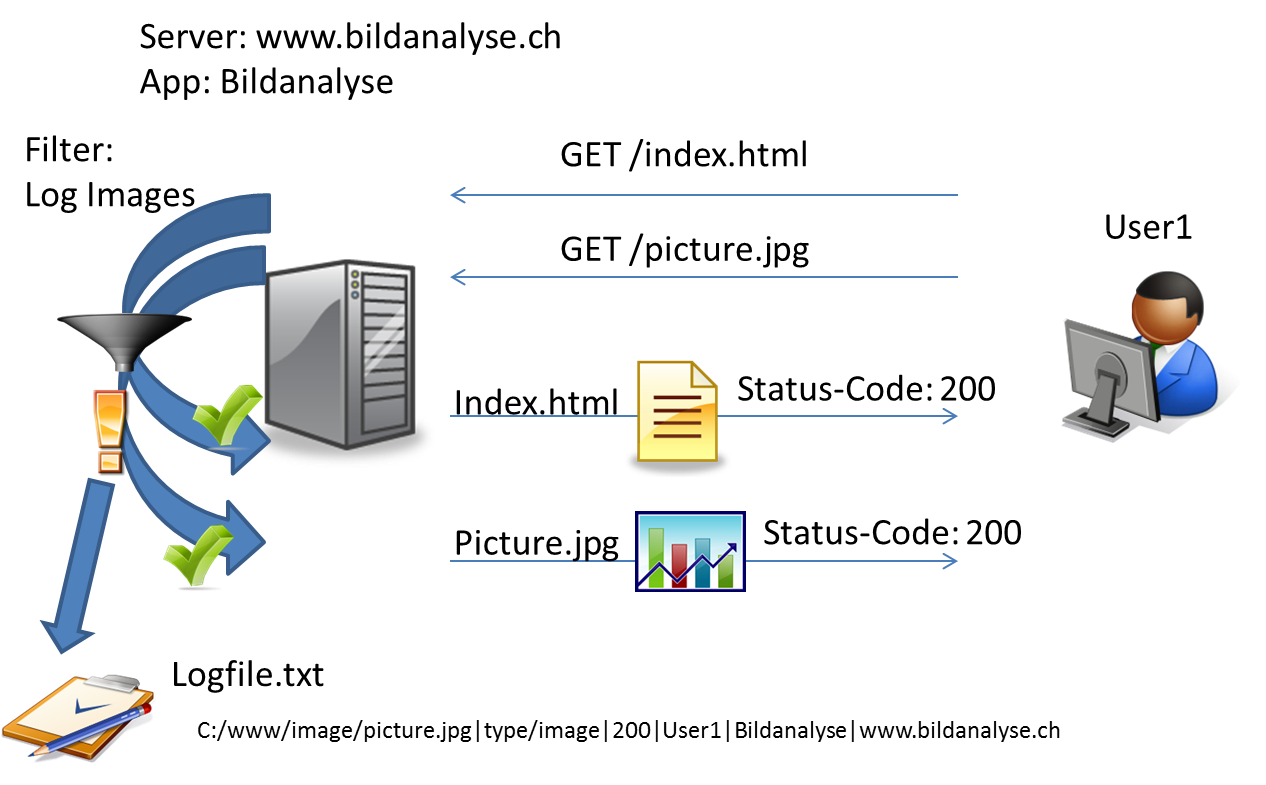 Server: www.bildanalyse.ch
App: Bildanalyse
Filter:
Log Images
GET /index.html
GET /picture.jpg
User1
Index.html
Status-Code: 200
Picture.jpg
Status-Code: 200
Logfile.txt
C:/www/image/picture.jpg|type/image|200|User1|Bildanalyse|www.bildanalyse.ch